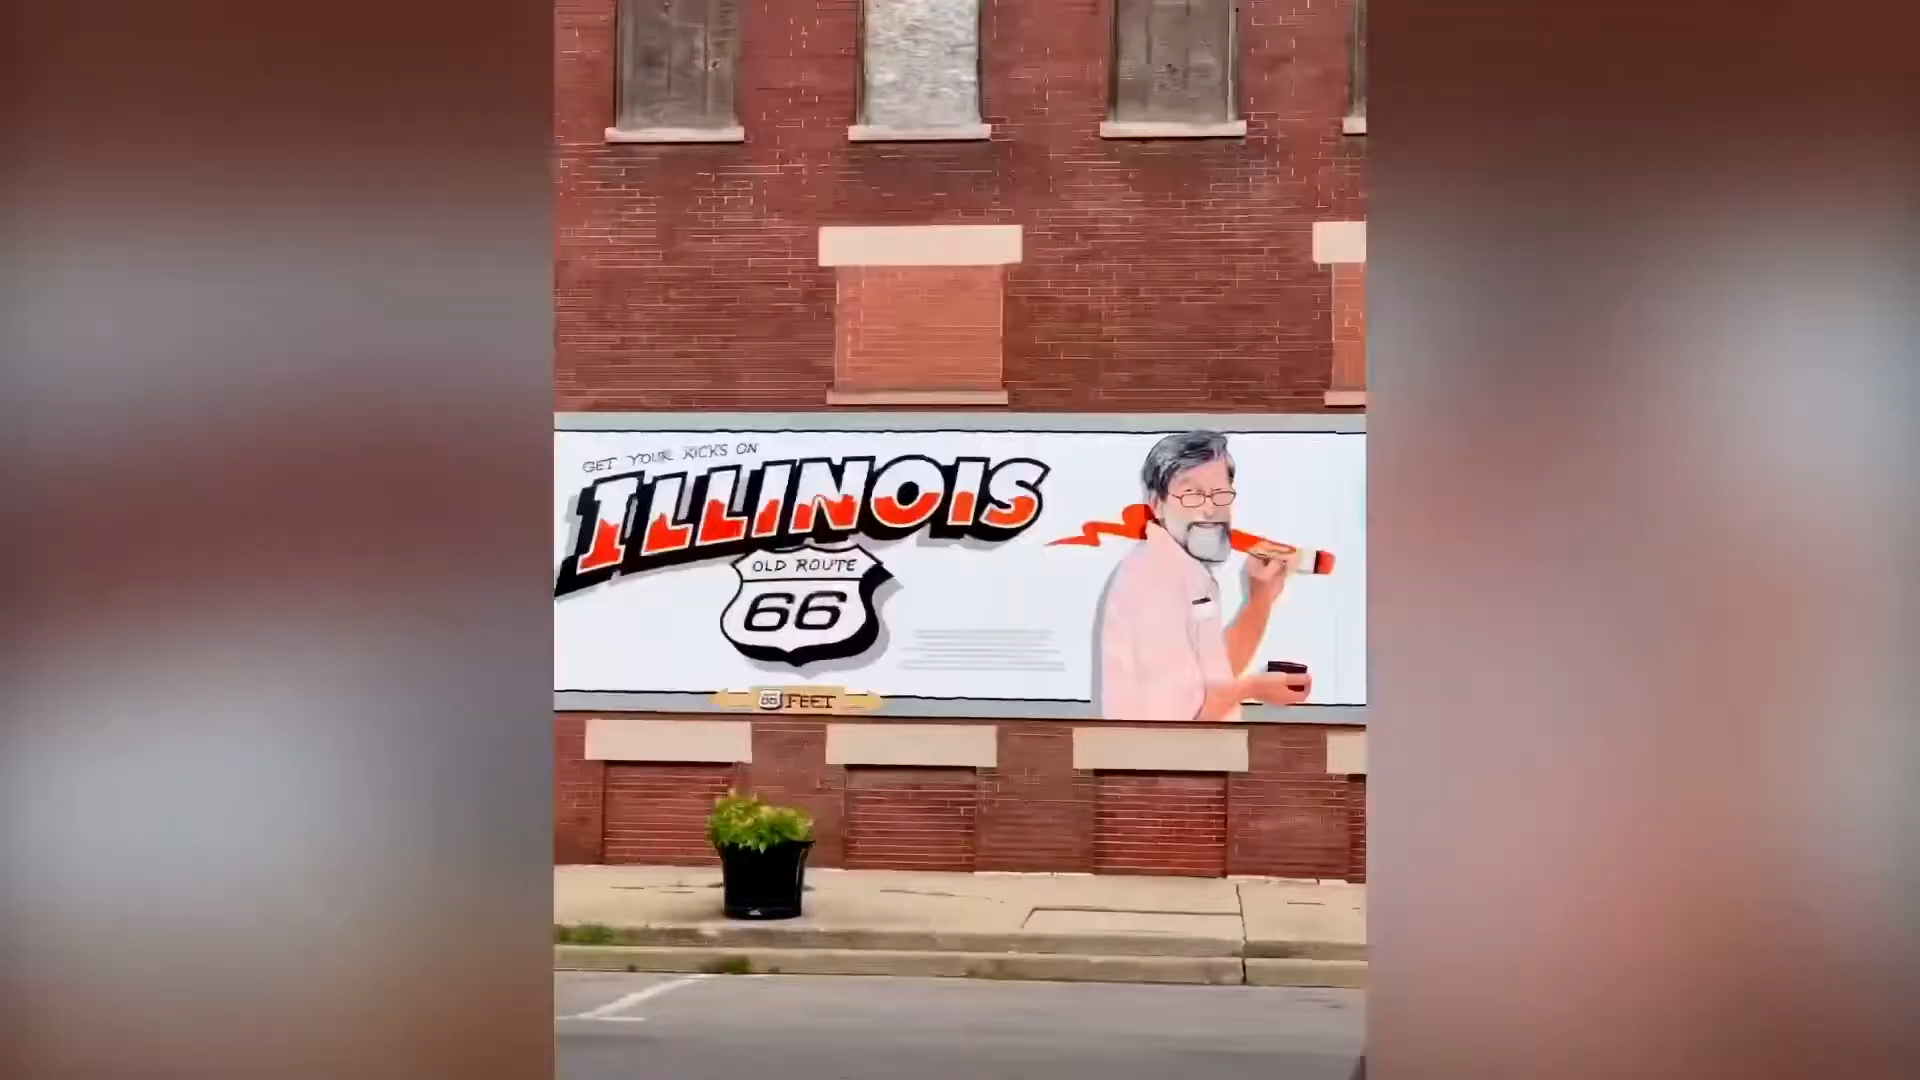 GET YOUR KICKS ON
ILLINOIS
OLD ROUTE
66
66 FEET